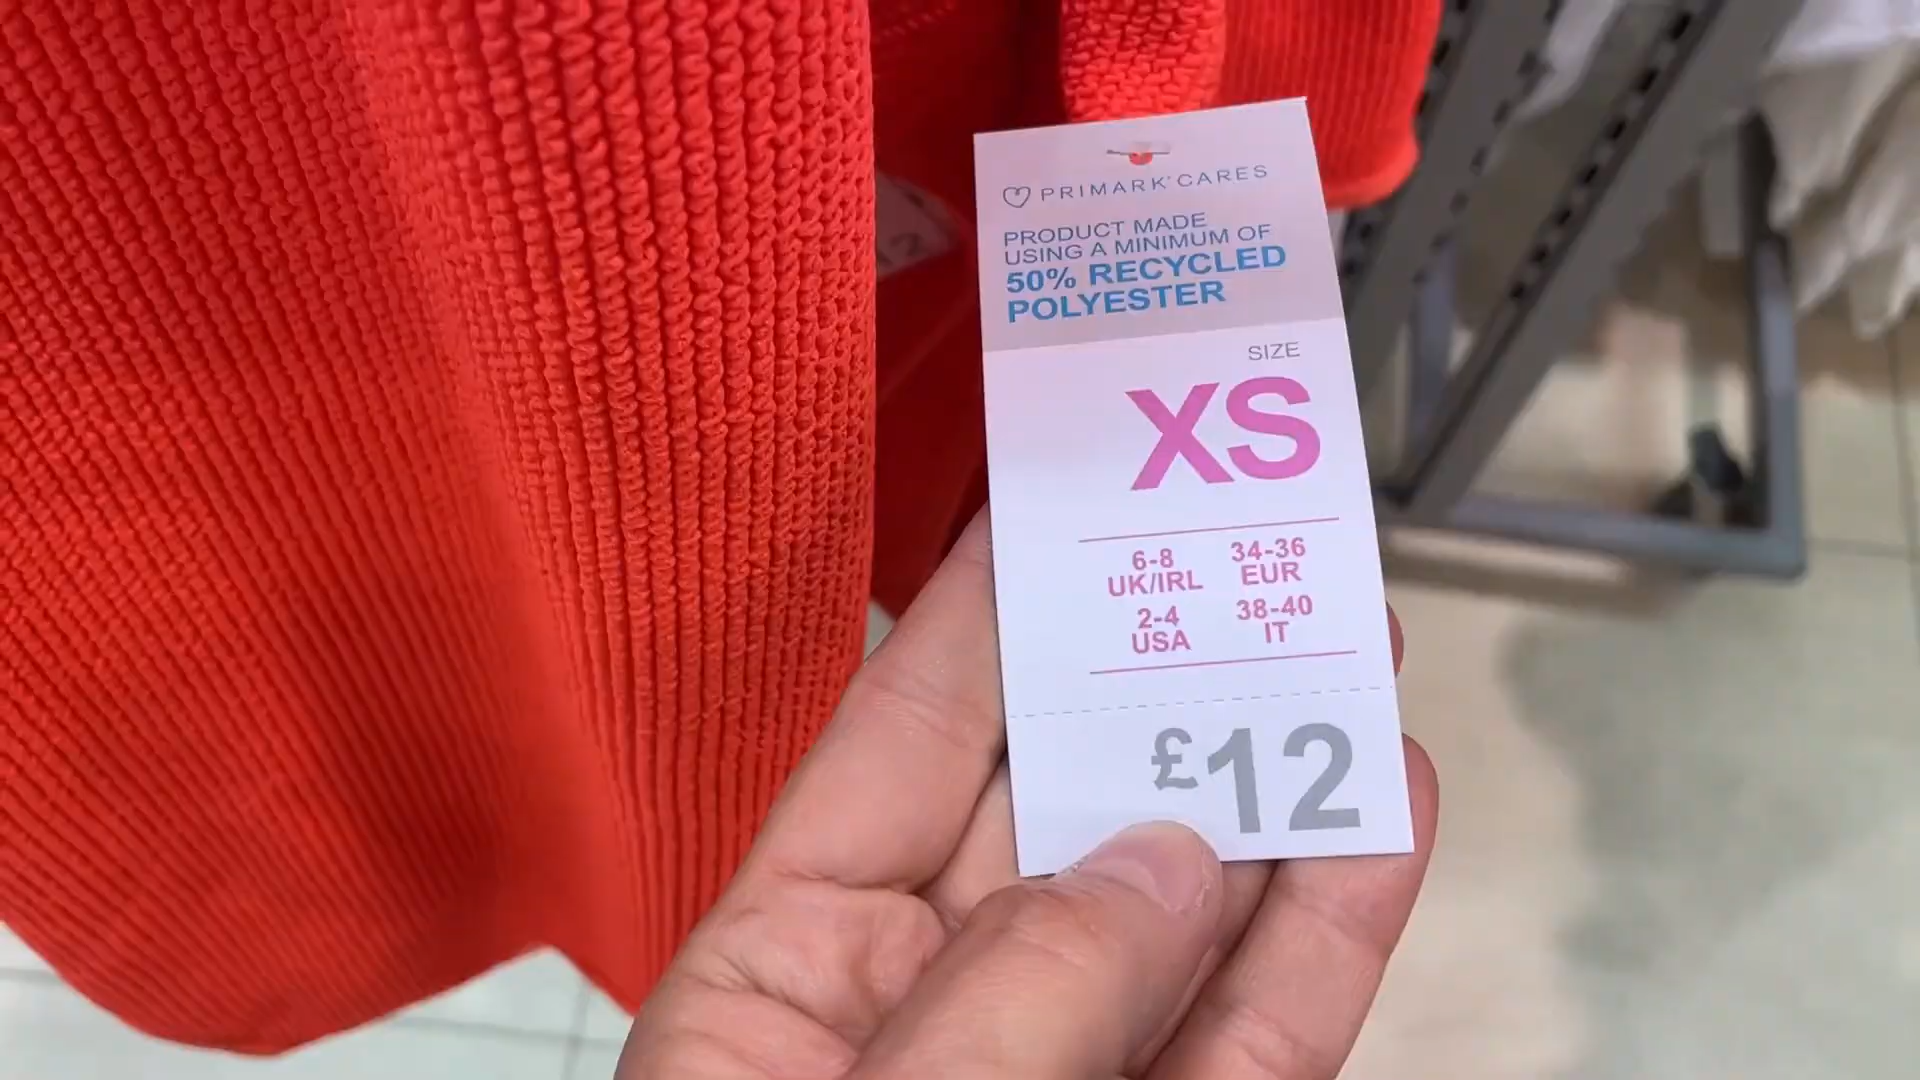 PRIMARK® CARES
PRODUCT MADE
USING A MINIMUM OF
50% RECYCLED
POLYESTER
SIZE
XS
6-8
UK/IRL
34-36
EUR
2-4
USA
38-40
IT
£12